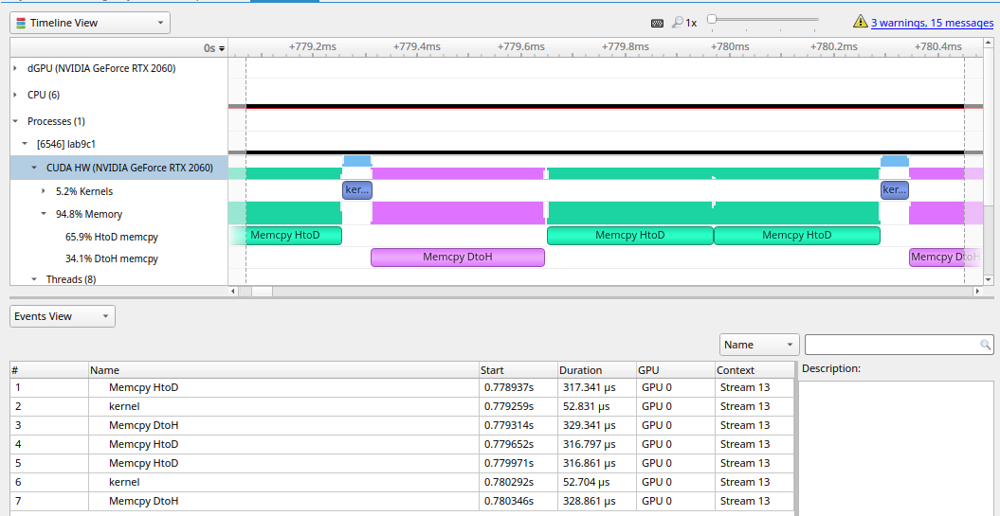 Timeline View 1x 3 warnings, 15 messages
0s +779.2ms +779.4ms +779.6ms +779.8ms +780ms +780.2ms +780.4ms
dGPU (NVIDIA GeForce RTX 2060)
CPU (6)
Processes (1)
[6546] lab9c1
CUDA HW (NVIDIA GeForce RTX 2060)
5.2% Kernels ker... ker...
94.8% Memory
65.9% HtoD memcpy Memcpy HtoD Memcpy HtoD Memcpy HtoD
34.1% DtoH memcpy Memcpy DtoH Memcpy DtoH
Threads (8)
Events View
Name
# Name Start Duration GPU Context Description:
1 Memcpy HtoD 0.778937s 317.341 μs GPU 0 Stream 13
2 kernel 0.779259s 52.831 μs GPU 0 Stream 13
3 Memcpy DtoH 0.779314s 329.341 μs GPU 0 Stream 13
4 Memcpy HtoD 0.779652s 316.797 μs GPU 0 Stream 13
5 Memcpy HtoD 0.779971s 316.861 μs GPU 0 Stream 13
6 kernel 0.780292s 52.704 μs GPU 0 Stream 13
7 Memcpy DtoH 0.780346s 328.861 μs GPU 0 Stream 13